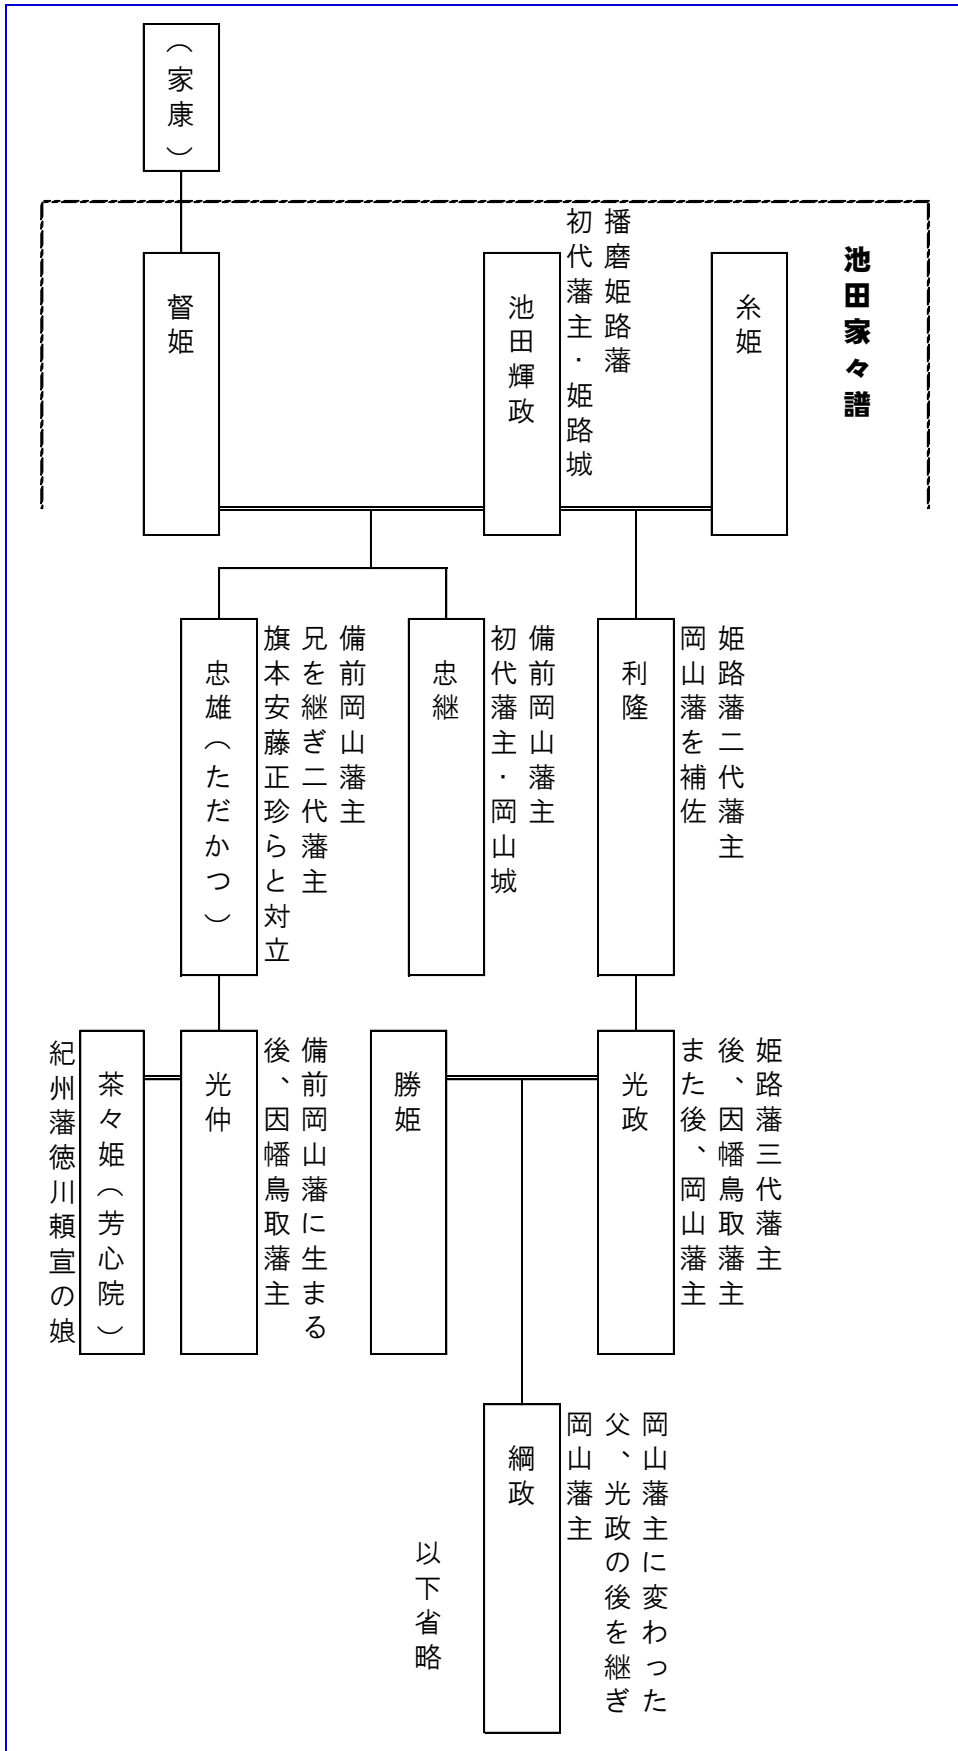 池田家々譜
(家康)
糸姫
播磨姫路藩
初代藩主・姫路城
池田輝政
督姫
姫路藩二代藩主
岡山藩を補佐
利隆
備前岡山藩主
初代藩主・岡山城
忠継
備前岡山藩主
兄を継ぎ二代藩主
旗本安藤正珍らと対立
忠雄(ただかつ)
姫路藩三代藩主
後、因幡鳥取藩主
また後、岡山藩主
光政
勝姫
備前岡山藩に生まる
後、因幡鳥取藩主
光仲
茶々姫(芳心院)
紀州藩徳川頼宣の娘
岡山藩主に変わった
父、光政の後を継ぎ
岡山藩主
綱政
以下省略